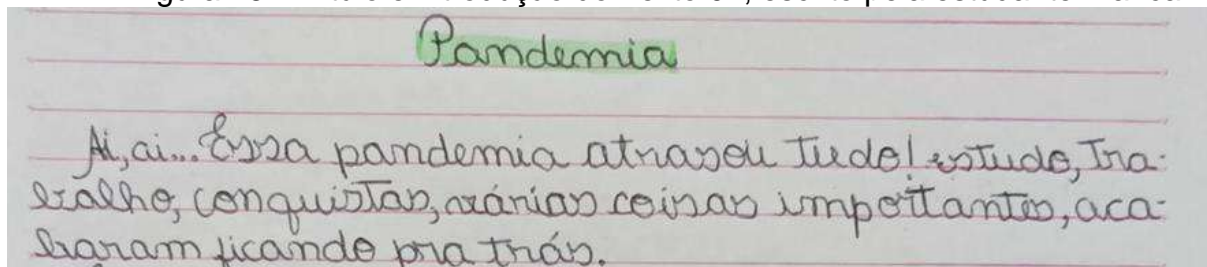 Pandemia
Ai, ai... Essa pandemia atrasou tudo! estudo, tra-
balho, conquistas, várias coisas importantes, aca-
baram ficando pra trás.